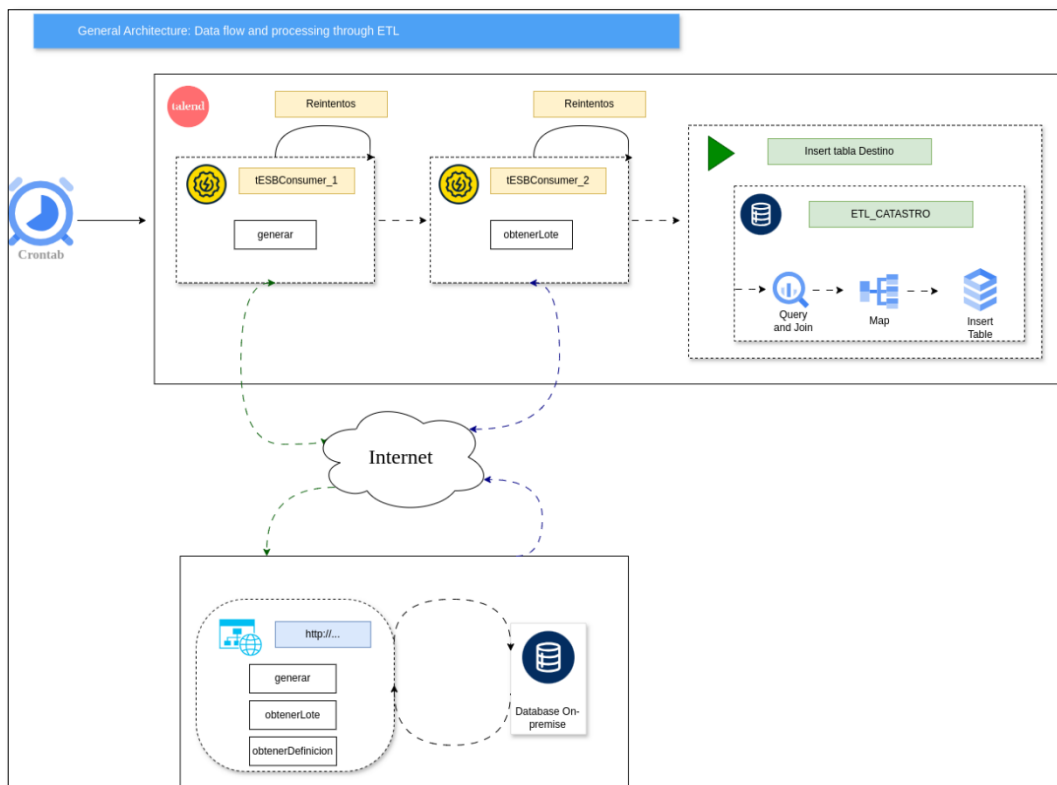 General Architecture: Data flow and processing through ETL
talend
Reintentos
Reintentos
tESBConsumer_1
generar
tESBConsumer_2
obtenerLote
Insert tabla Destino
ETL_CATASTRO
Query
and Join
Map
Insert
Table
Crontab
Internet
http://...
generar
obtenerLote
obtenerDefinicion
Database On-
premise